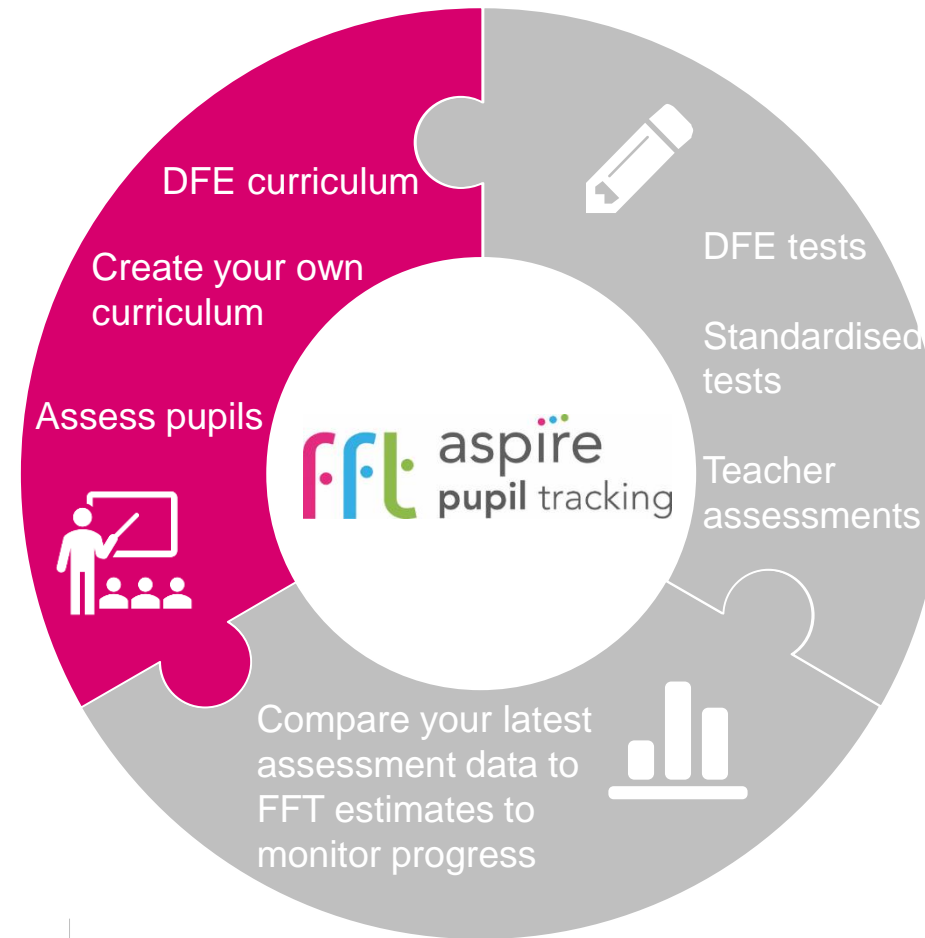 DFE curriculum
Create your own
curriculum
Assess pupils
DFE tests
Standardised
tests
Teacher
assessments
fft aspire
pupil tracking
Compare your latest
assessment data to
FFT estimates to
monitor progress